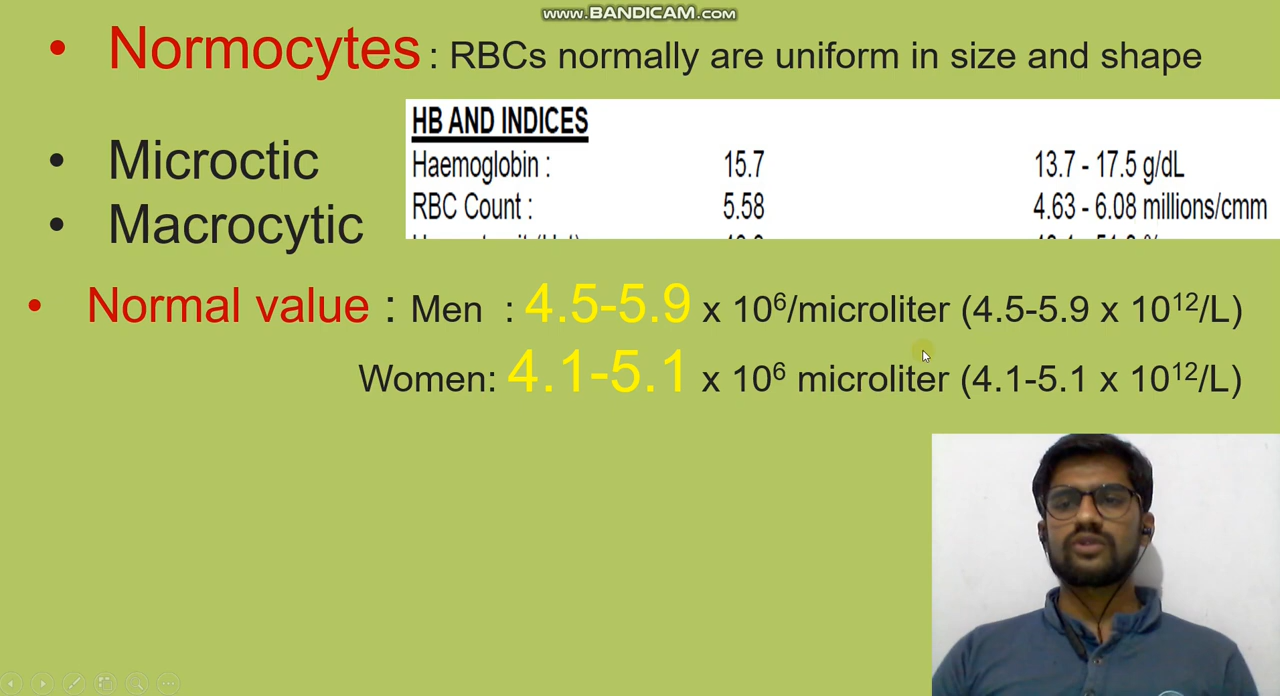 www.BANDICAM.com
• Normocytes : RBCs normally are uniform in size and shape
HB AND INDICES
Haemoglobin : 15.7 13.7 - 17.5 g/dL
• Microctic
RBC Count : 5.58 4.63 - 6.08 millions/cmm
• Macrocytic
• Normal value : Men : 4.5-5.9 x 10⁶/microliter (4.5-5.9 x 10¹²/L)
Women: 4.1-5.1 x 10⁶ microliter (4.1-5.1 x 10¹²/L)